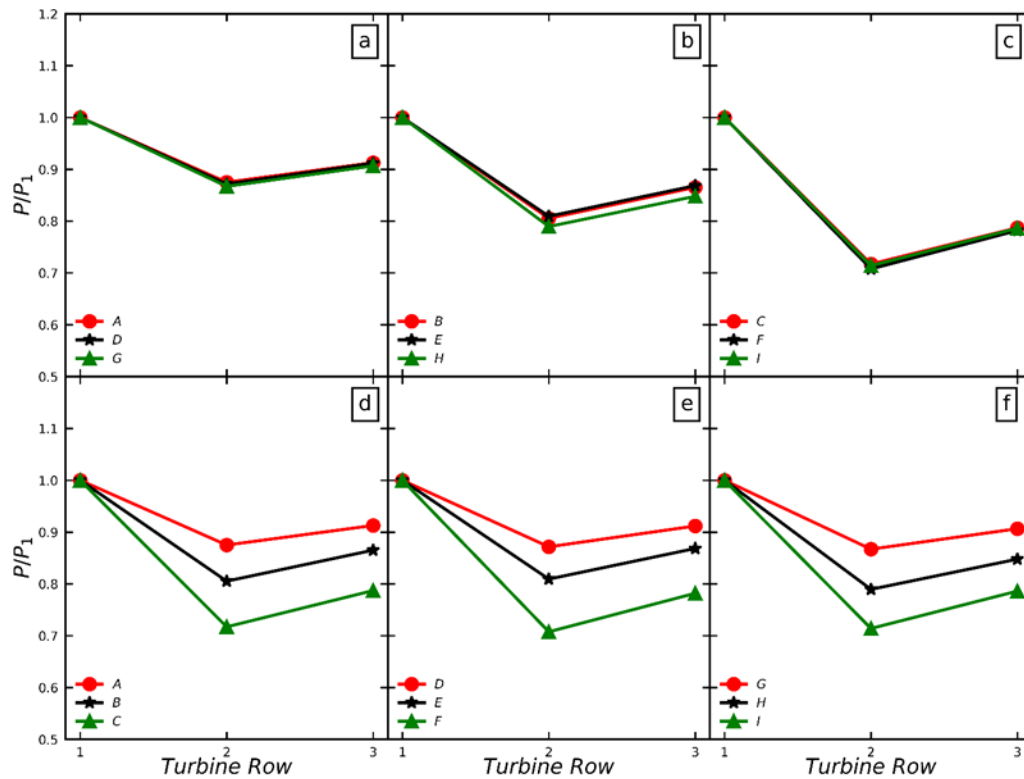 1.2
1.1
1.0
0.9
0.8
0.7
0.6
0.5
P/P1
a
A
D
G
b
B
E
H
c
C
F
I
1.1
1.0
0.9
0.8
0.7
0.6
0.5
P/P1
d
A
B
C
1 2 3
Turbine Row
e
D
E
F
1 2 3
Turbine Row
f
G
H
I
1 2 3
Turbine Row